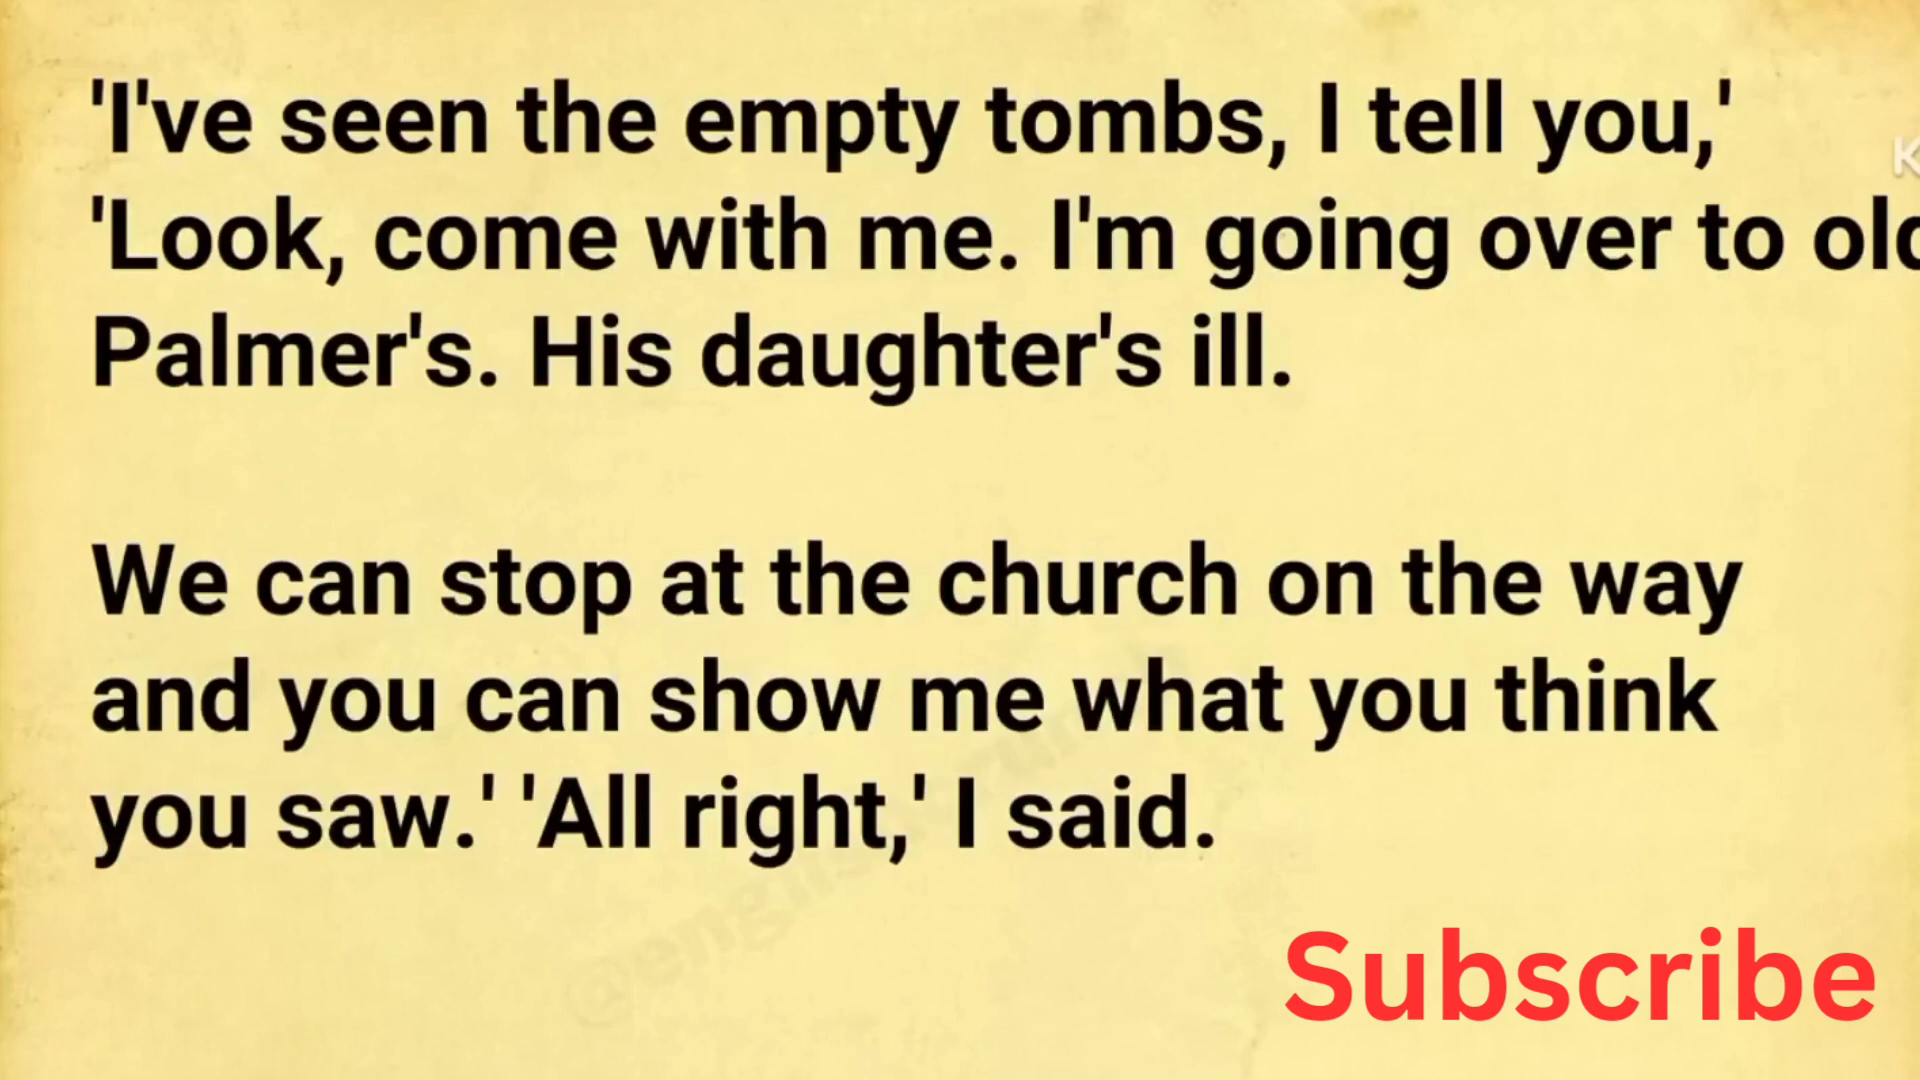 'I've seen the empty tombs, I tell you,'
'Look, come with me. I'm going over to old
Palmer's. His daughter's ill.
We can stop at the church on the way
and you can show me what you think
you saw.' 'All right,' I said.
Subscribe